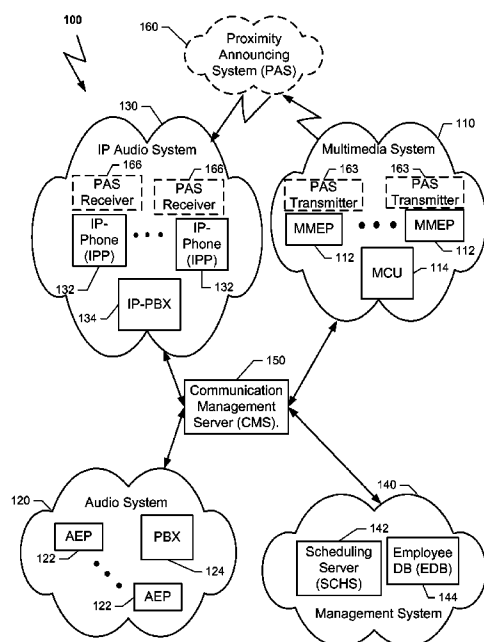 100
160
Proximity
Announcing
System (PAS)
130
110
IP Audio System
166
166
PAS
Receiver
PAS
Receiver
IP-
Phone
(IPP)
IP-
Phone
(IPP)
132
132
134
IP-PBX
Multimedia System
163
163
PAS
Transmitter
PAS
Transmitter
MMEP
MMEP
112
112
MCU
114
150
Communication
Management
Server (CMS).
120
Audio System
AEP
122
PBX
124
122
AEP
140
142
Scheduling
Server
(SCHS)
Employee
DB (EDB)
144
Management System